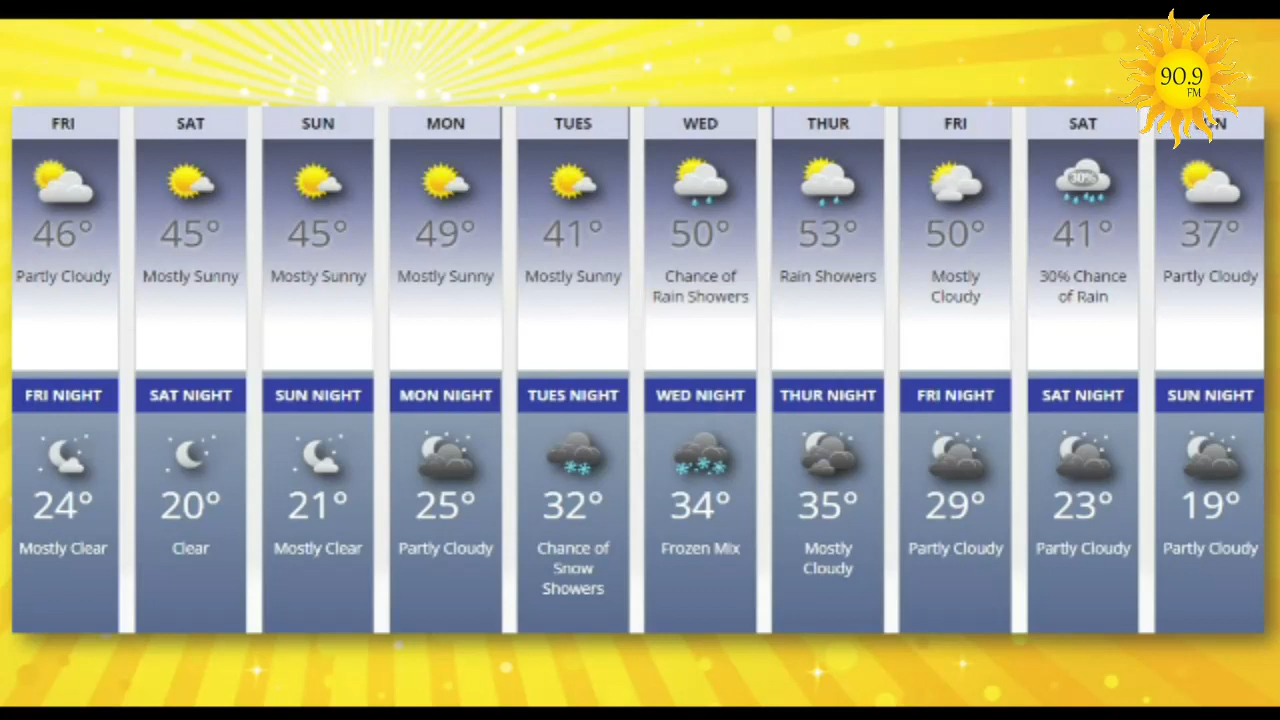 90.9
FM
FRI SAT SUN MON TUES WED THUR FRI SAT SUN
30%
46° 45° 45° 49° 41° 50° 53° 50° 41° 37°
Partly Cloudy Mostly Sunny Mostly Sunny Mostly Sunny Mostly Sunny Chance of Rain Showers Mostly 30% Chance Partly Cloudy
Rain Showers Cloudy of Rain
FRI NIGHT SAT NIGHT SUN NIGHT MON NIGHT TUES NIGHT WED NIGHT THUR NIGHT FRI NIGHT SAT NIGHT SUN NIGHT
24° 20° 21° 25° 32° 34° 35° 29° 23° 19°
Mostly Clear Clear Mostly Clear Partly Cloudy Chance of Frozen Mix Mostly Partly Cloudy Partly Cloudy Partly Cloudy
Snow Cloudy
Showers